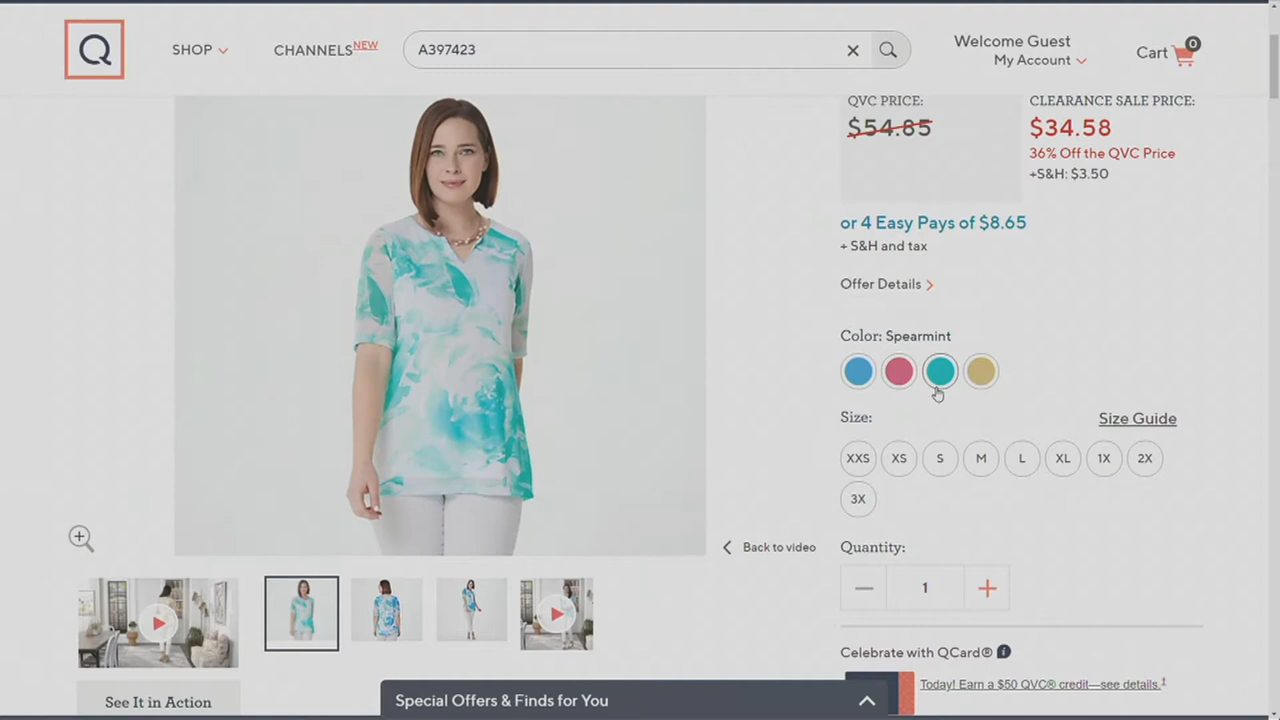 Q
SHOP
CHANNELS NEW
A397423
Welcome Guest
My Account
Cart 0
QVC PRICE:
$54.85
CLEARANCE SALE PRICE:
$34.58
36% Off the QVC Price
+S&H: $3.50
or 4 Easy Pays of $8.65
+ S&H and tax
Offer Details
Color: Spearmint
Size:
Size Guide
XXS XS S M L XL 1X 2X
3X
Back to video
Quantity:
1
Celebrate with QCard®
Today! Earn a $50 QVC® credit—see details.‡
See It in Action
Special Offers & Finds for You